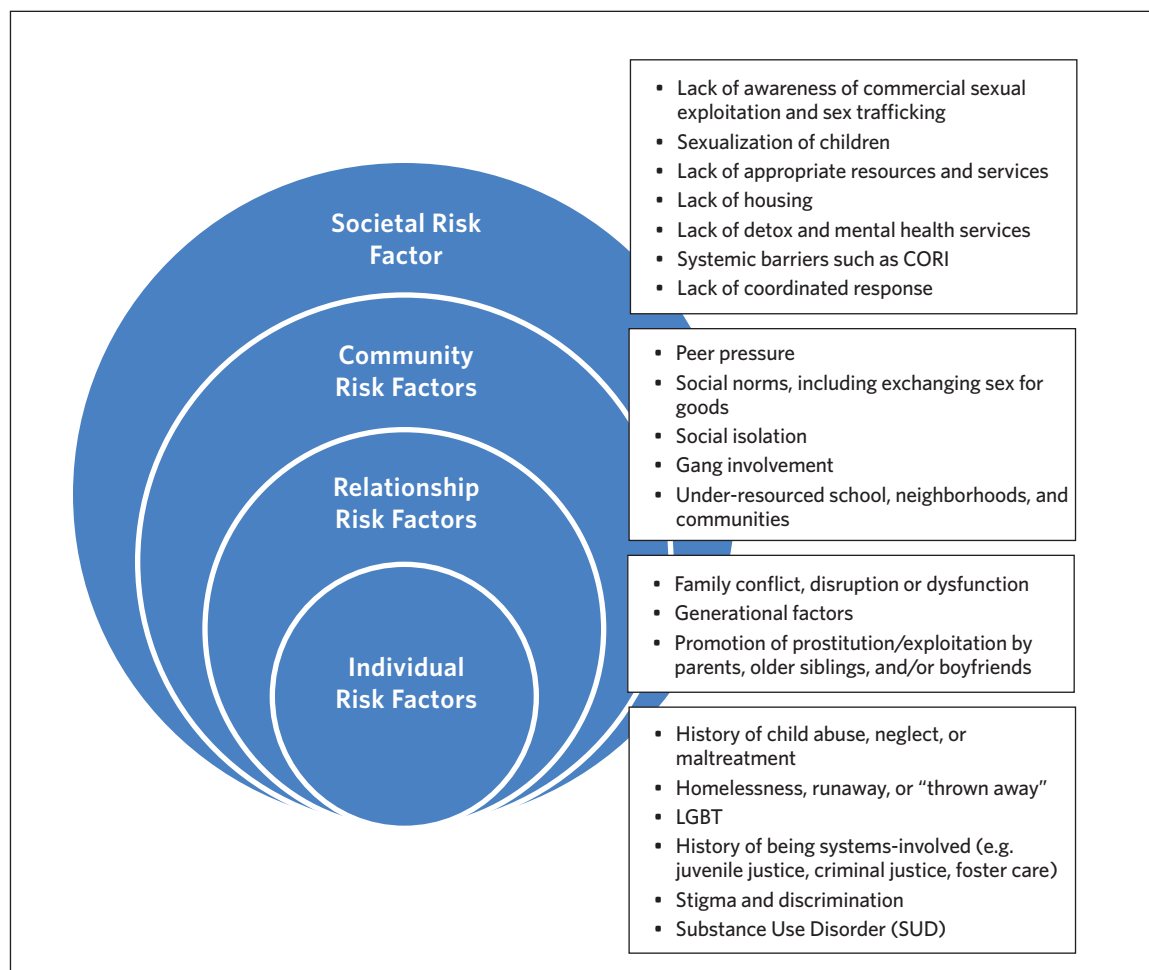 Societal Risk
Factor
• Lack of awareness of commercial sexual
exploitation and sex trafficking
• Sexualization of children
• Lack of appropriate resources and services
• Lack of housing
• Lack of detox and mental health services
• Systemic barriers such as CORI
• Lack of coordinated response
Community
Risk Factors
• Peer pressure
• Social norms, including exchanging sex for
goods
• Social isolation
• Gang involvement
• Under-resourced school, neighborhoods, and
communities
Relationship
Risk Factors
• Family conflict, disruption or dysfunction
• Generational factors
• Promotion of prostitution/exploitation by
parents, older siblings, and/or boyfriends
Individual
Risk Factors
• History of child abuse, neglect, or
maltreatment
• Homelessness, runaway, or “thrown away”
• LGBT
• History of being systems-involved (e.g.
juvenile justice, criminal justice, foster care)
• Stigma and discrimination
• Substance Use Disorder (SUD)